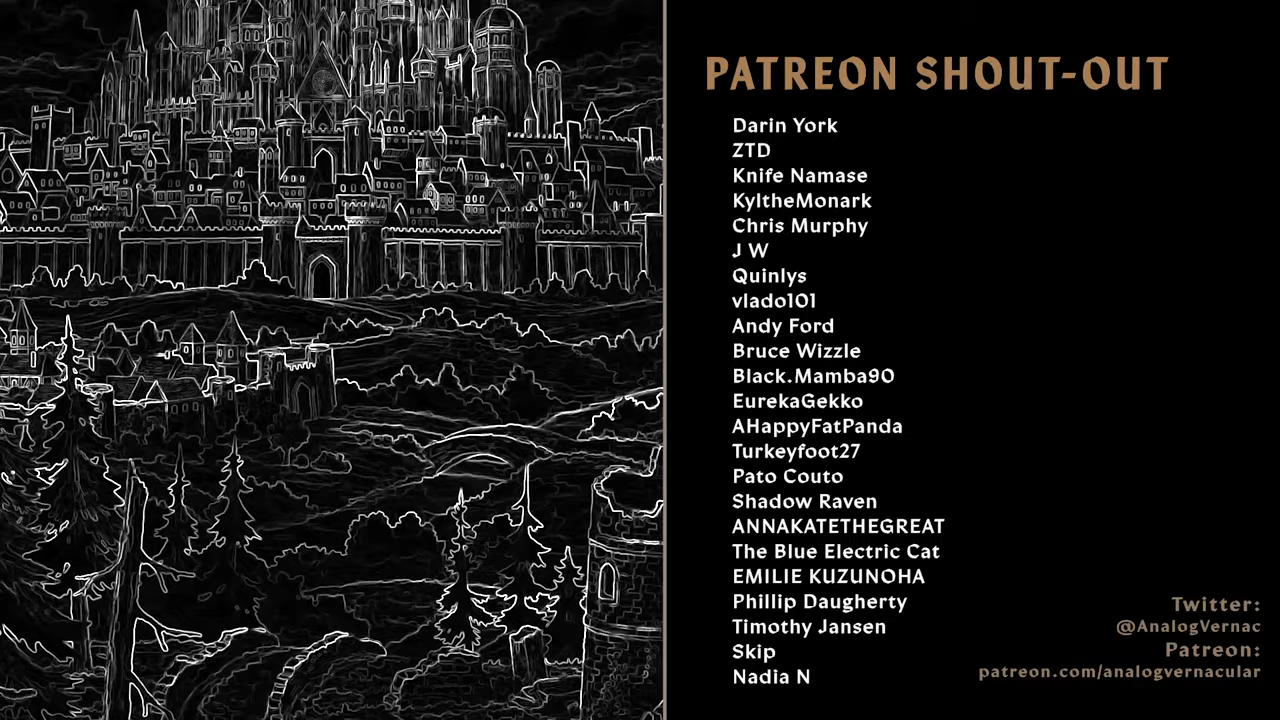 PATREON SHOUT-OUT
Darin York
ZTD
Knife Namase
KyltheMonark
Chris Murphy
J W
Quinlys
vlado101
Andy Ford
Bruce Wizzle
Black.Mamba90
EurekaGekko
AHappyFatPanda
Turkeyfoot27
Pato Couto
Shadow Raven
ANNAKATETHEGREAT
The Blue Electric Cat
EMILIE KUZUNOHA
Phillip Daugherty
Timothy Jansen
Skip
Nadia N
Twitter:
@AnalogVernac
Patreon:
patreon.com/analogvernacular